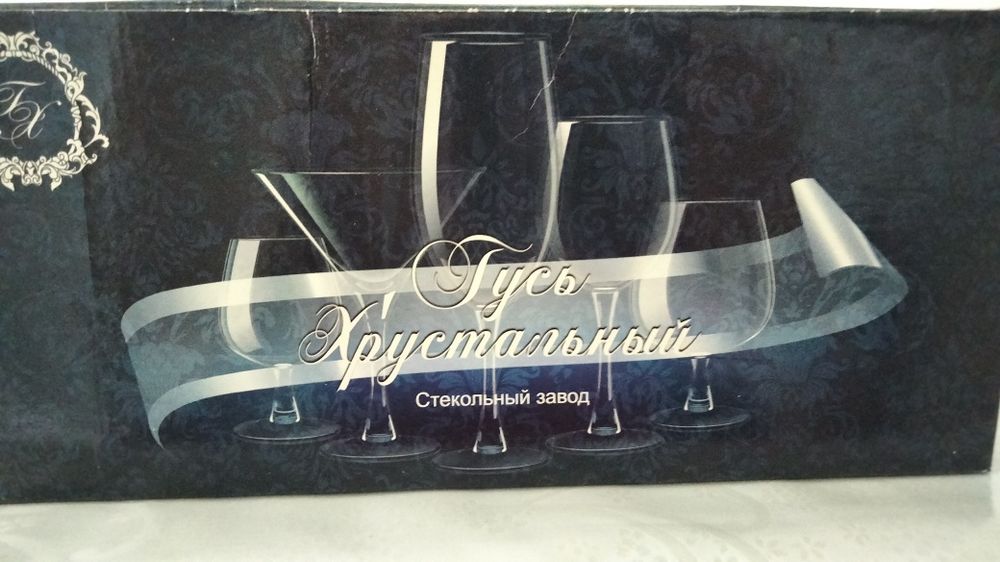 ГХ
Гусь
Хрустальный
Стекольный завод